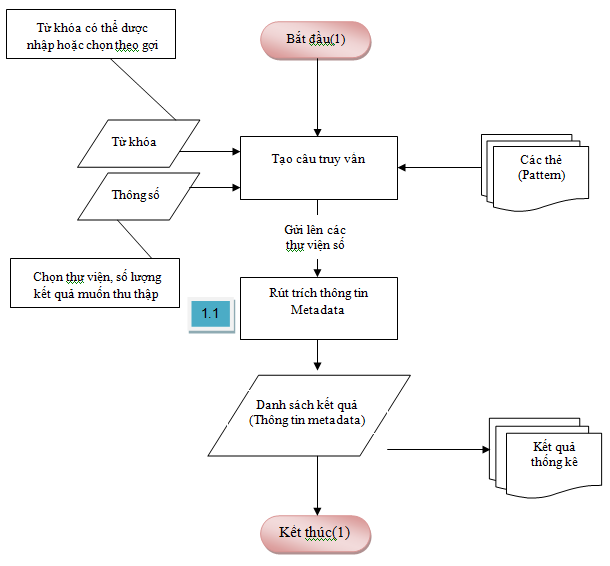 Từ khóa có thể dược
nhập hoặc chọn theo gợi
Bắt đầu(1)
Từ khóa
Tạo câu truy vấn
Các thẻ
(Pattem)
Thông số
Gửi lên các
thư viện số
Chọn thư viện, số lượng
kết quả muốn thu thập
1.1
Rút trích thông tin
Metadata
Danh sách kết quả
(Thông tin metadata)
Kết quả
thống kê
Kết thúc(1)